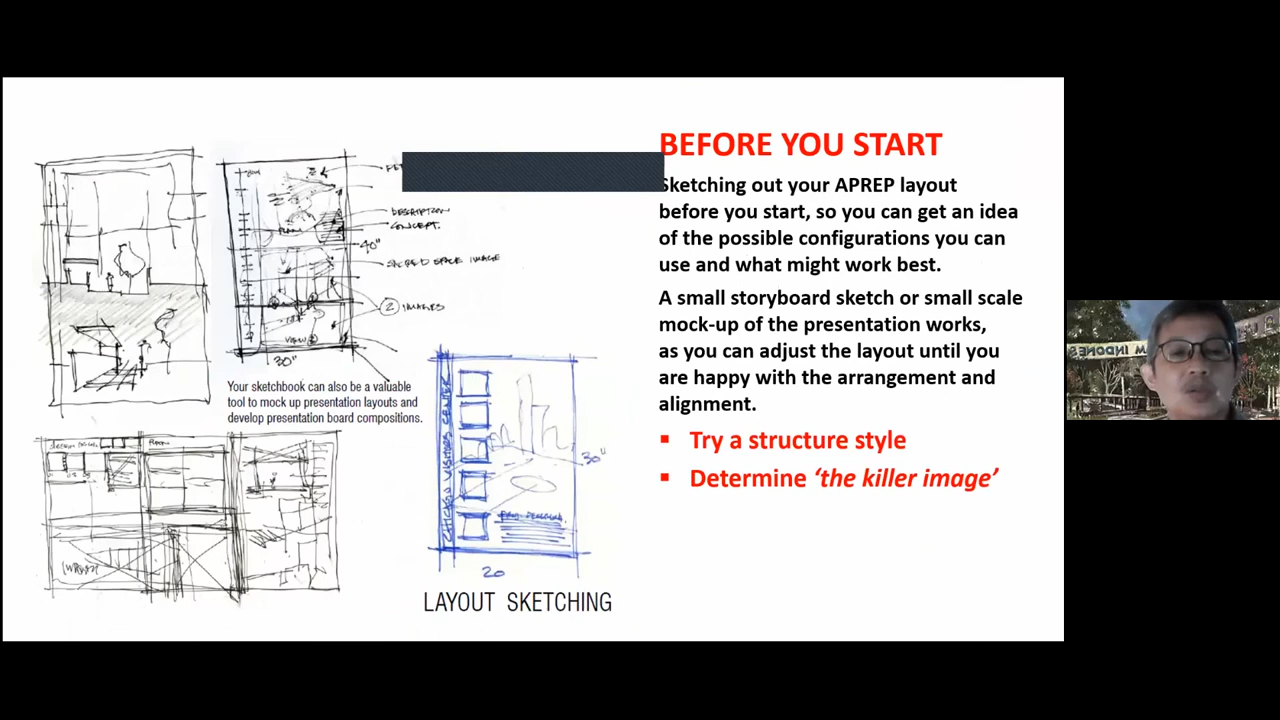 BEFORE YOU START
Sketching out your APREP layout
before you start, so you can get an idea
of the possible configurations you can
use and what might work best.
A small storyboard sketch or small scale
mock-up of the presentation works,
as you can adjust the layout until you
are happy with the arrangement and
alignment.
Try a structure style
Determine ‘the killer image’
DESCRIPTION
CONCEPT.
40"
SACRED SPACE IMAGE
2 IMAGES
30"
Your sketchbook can also be a valuable
tool to mock up presentation layouts and
develop presentation board compositions.
30"
20
LAYOUT SKETCHING